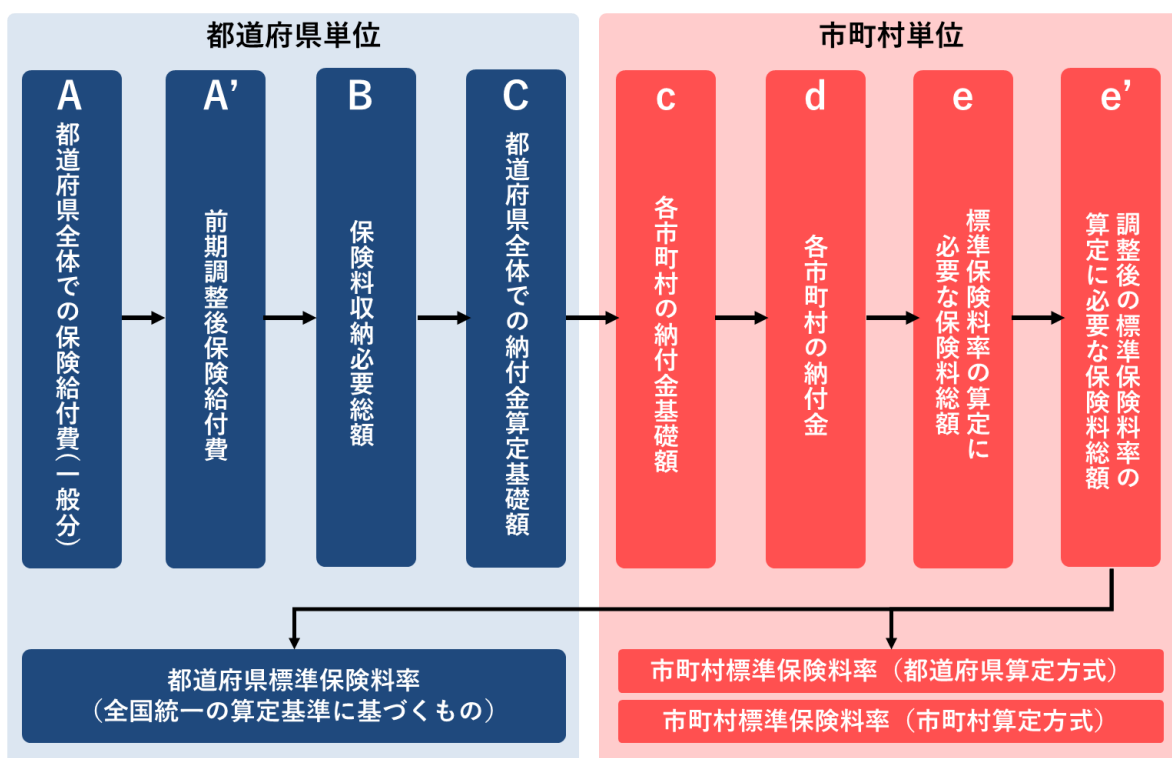 都道府県単位
A
都道府県全体での保険給付費(一般分)
A’
前期調整後保険給付費
B
保険料収納必要総額
C
都道府県全体での納付金算定基礎額
市町村単位
c
各市町村の納付金基礎額
d
各市町村の納付金
e
標準保険料率の算定に
必要な保険料総額
e’
調整後の標準保険料率の
算定に必要な保険料総額
都道府県標準保険料率
(全国統一の算定基準に基づくもの)
市町村標準保険料率(都道府県算定方式)
市町村標準保険料率(市町村算定方式)